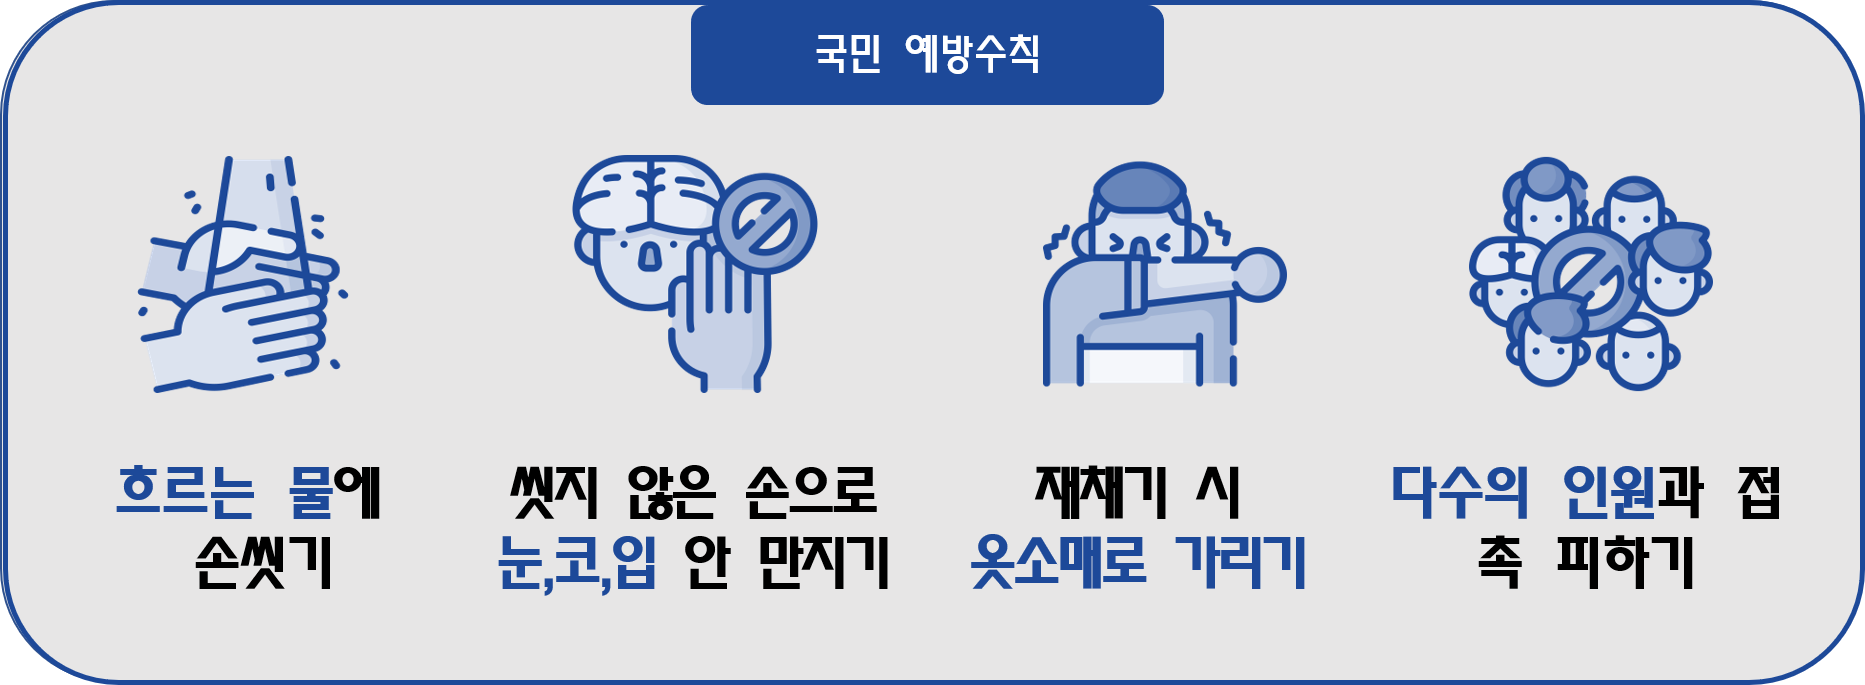 국민 예방수칙
흐르는 물에
손씻기
씻지 않은 손으로
눈,코,입 안 만지기
재채기 시
옷소매로 가리기
다수의 인원과 접
촉 피하기